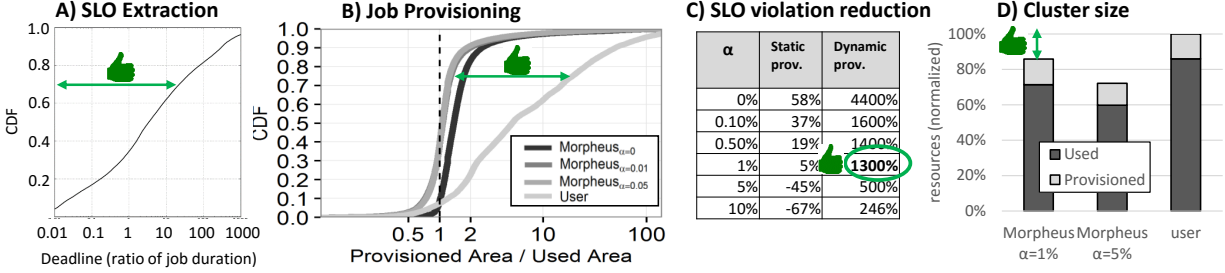 A) SLO Extraction
1.0
0.8
0.6
0.4
0.2
CDF
0.01 0.1 1 10 100 1000
Deadline (ratio of job duration)
B) Job Provisioning
1.0
0.9
0.8
0.7
0.6
0.5
0.4
0.3
0.2
0.1
0.0
CDF
Morpheusα=0
Morpheusα=0.01
Morpheusα=0.05
User
0.5 1 2 10 100
Provisioned Area / Used Area
C) SLO violation reduction
α Static prov. Dynamic prov.
0% 58% 4400%
0.10% 37% 1600%
0.50% 19% 1400%
1% 5% 1300%
5% -45% 500%
10% -67% 246%
D) Cluster size
100%
80%
60%
40%
20%
0%
resources (normalized)
Used
Provisioned
Morpheus Morpheus user
α=1% α=5%